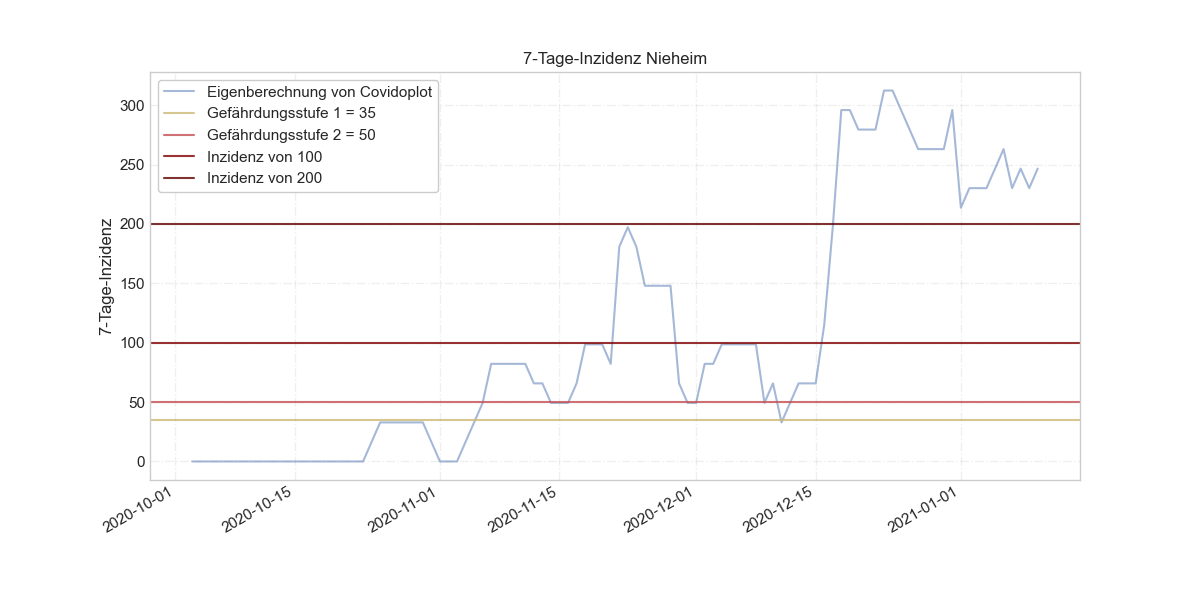 7-Tage-Inzidenz Nieheim
Eigenberechnung von Covidoplot
Gefährdungsstufe 1 = 35
Gefährdungsstufe 2 = 50
Inzidenz von 100
Inzidenz von 200
7-Tage-Inzidenz
300
250
200
150
100
50
0
2020-10-01
2020-10-15
2020-11-01
2020-11-15
2020-12-01
2020-12-15
2021-01-01